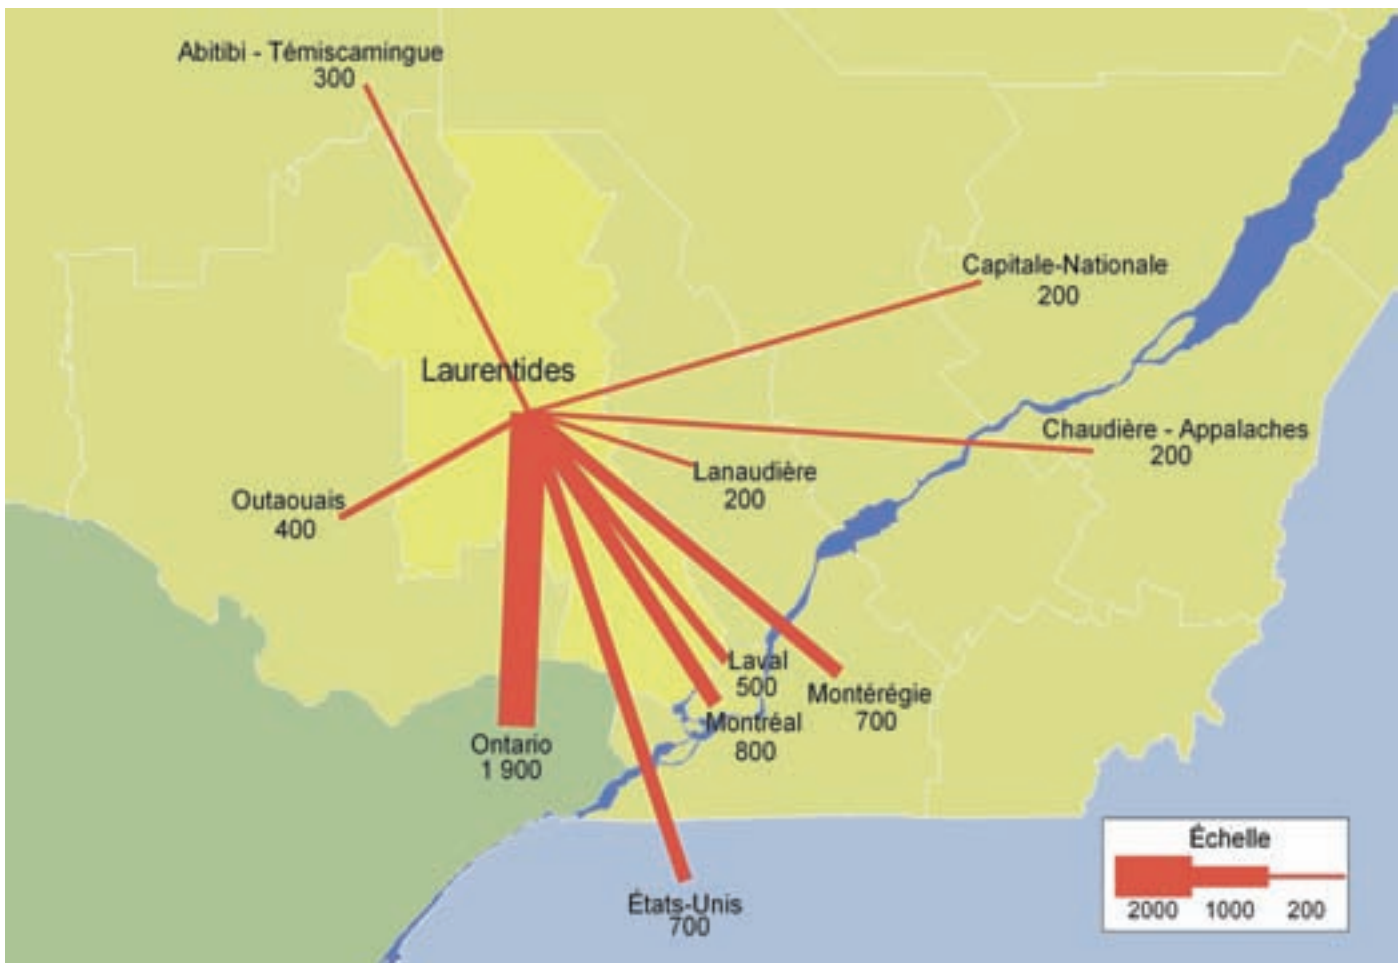 Abitibi - Témiscamingue
300
Capitale-Nationale
200
Laurentides
Chaudière - Appalaches
200
Lanaudière
200
Outaouais
400
Laval
500
Montérégie
700
Montréal
800
Ontario
1 900
États-Unis
700
Échelle
2000 1000 200